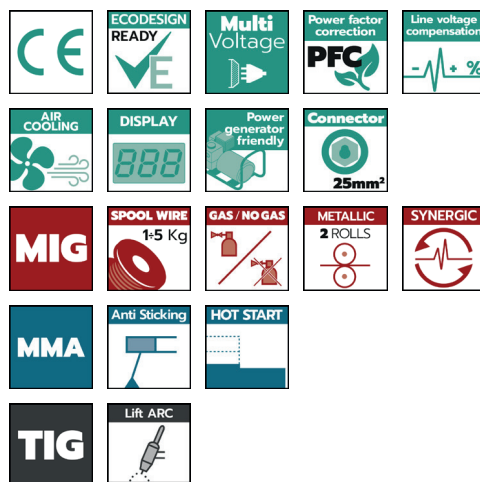 CE
ECODESIGN
READY
E
Multi
Voltage
Power factor
correction
PFC
Line voltage
compensation
- + %
AIR
COOLING
DISPLAY
888
Power
generator
friendly
Connector
25mm²
MIG
SPOOL WIRE
1÷5 Kg
GAS / NO GAS
METALLIC
2 ROLLS
SYNERGIC
MMA
Anti Sticking
HOT START
TIG
Lift ARC